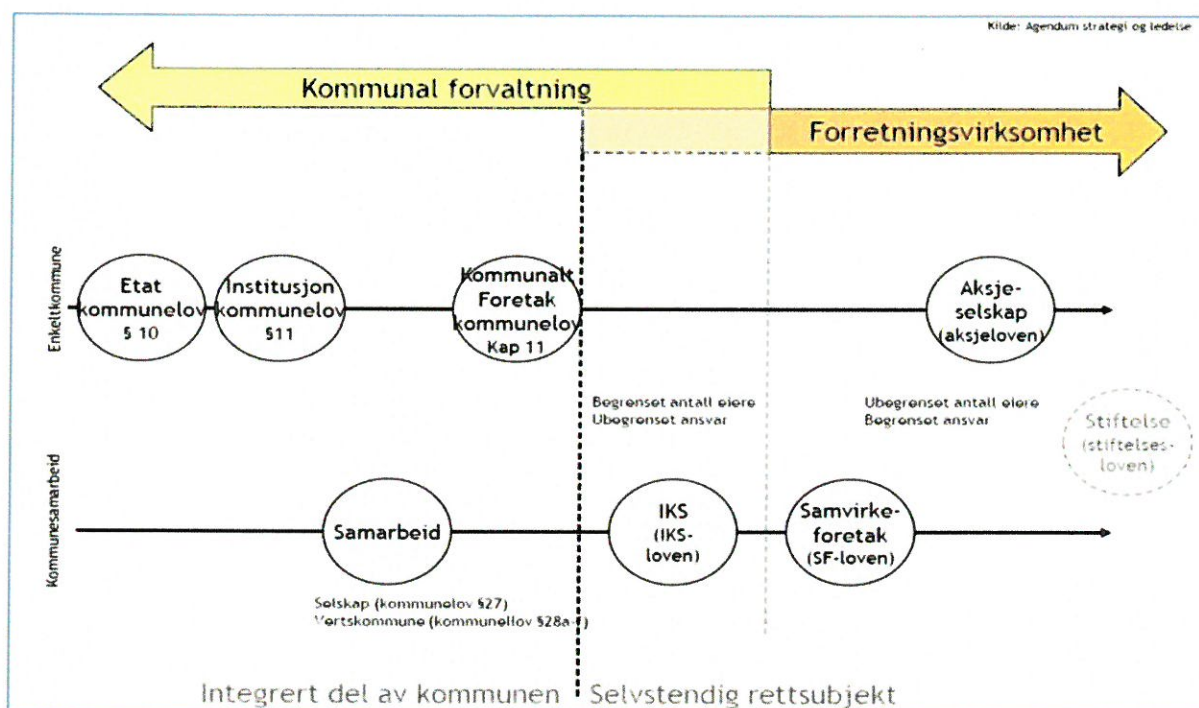 Kilde: Agendum strategi og ledelse
Kommunal forvaltning
Forretningsvirksomhet
Enkeltkommune
Etat
kommunelov
§ 10
Institusjon
kommunelov
§11
Kommunalt
Foretak
kommunelov
Kap 11
Aksje-
selskap
(aksjeloven)
Begrenset antall eiere
Ubegrenset ansvar
Ubegrenset antall eiere
Begrenset ansvar
Stiftelse
(stiftelses-
loven)
Kommunesamarbeid
Samarbeid
IKS
(IKS-
loven)
Samvirke-
foretak
(SF-loven)
Selskap (kommunelov §27)
Vertskommune (kommunellov §28a-
Integrert del av kommunen
Selvstendig rettsubjekt